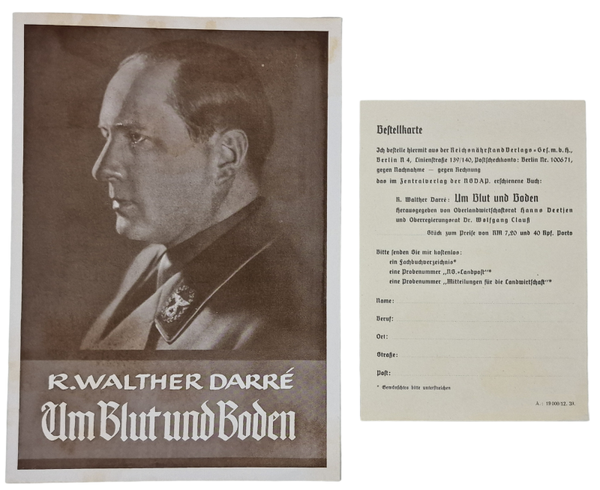 R. WALTHER DARRÉ
Um Blut und Boden
Bestellkarte
Ich bestelle hiermit aus der Reichsnährstand Verlags-Ges. m. b. H.,
Berlin N 4, Linienstraße 139/140, Postscheckkonto: Berlin Nr. 100671,
gegen Nachnahme — gegen Rechnung
das im Zentralverlag der NSDAP. erschienene Buch:
R. Walther Darré: Um Blut und Boden
Herausgegeben von Oberlandwirtschaftsrat Hanns Deetjen
und Oberregierungsrat Dr. Wolfgang Clauß
Stück zum Preise von RM 7,20 und 40 Rpf. Porto
Bitte senden Sie mir kostenlos:
ein Fachbuchverzeichnis*
eine Probenummer „NS.-Landpost"*
eine Probenummer „Mitteilungen für die Landwirtschaft"*
Name:
Beruf:
Ort:
Straße:
Post:
* Gewünschtes bitte unterstreichen